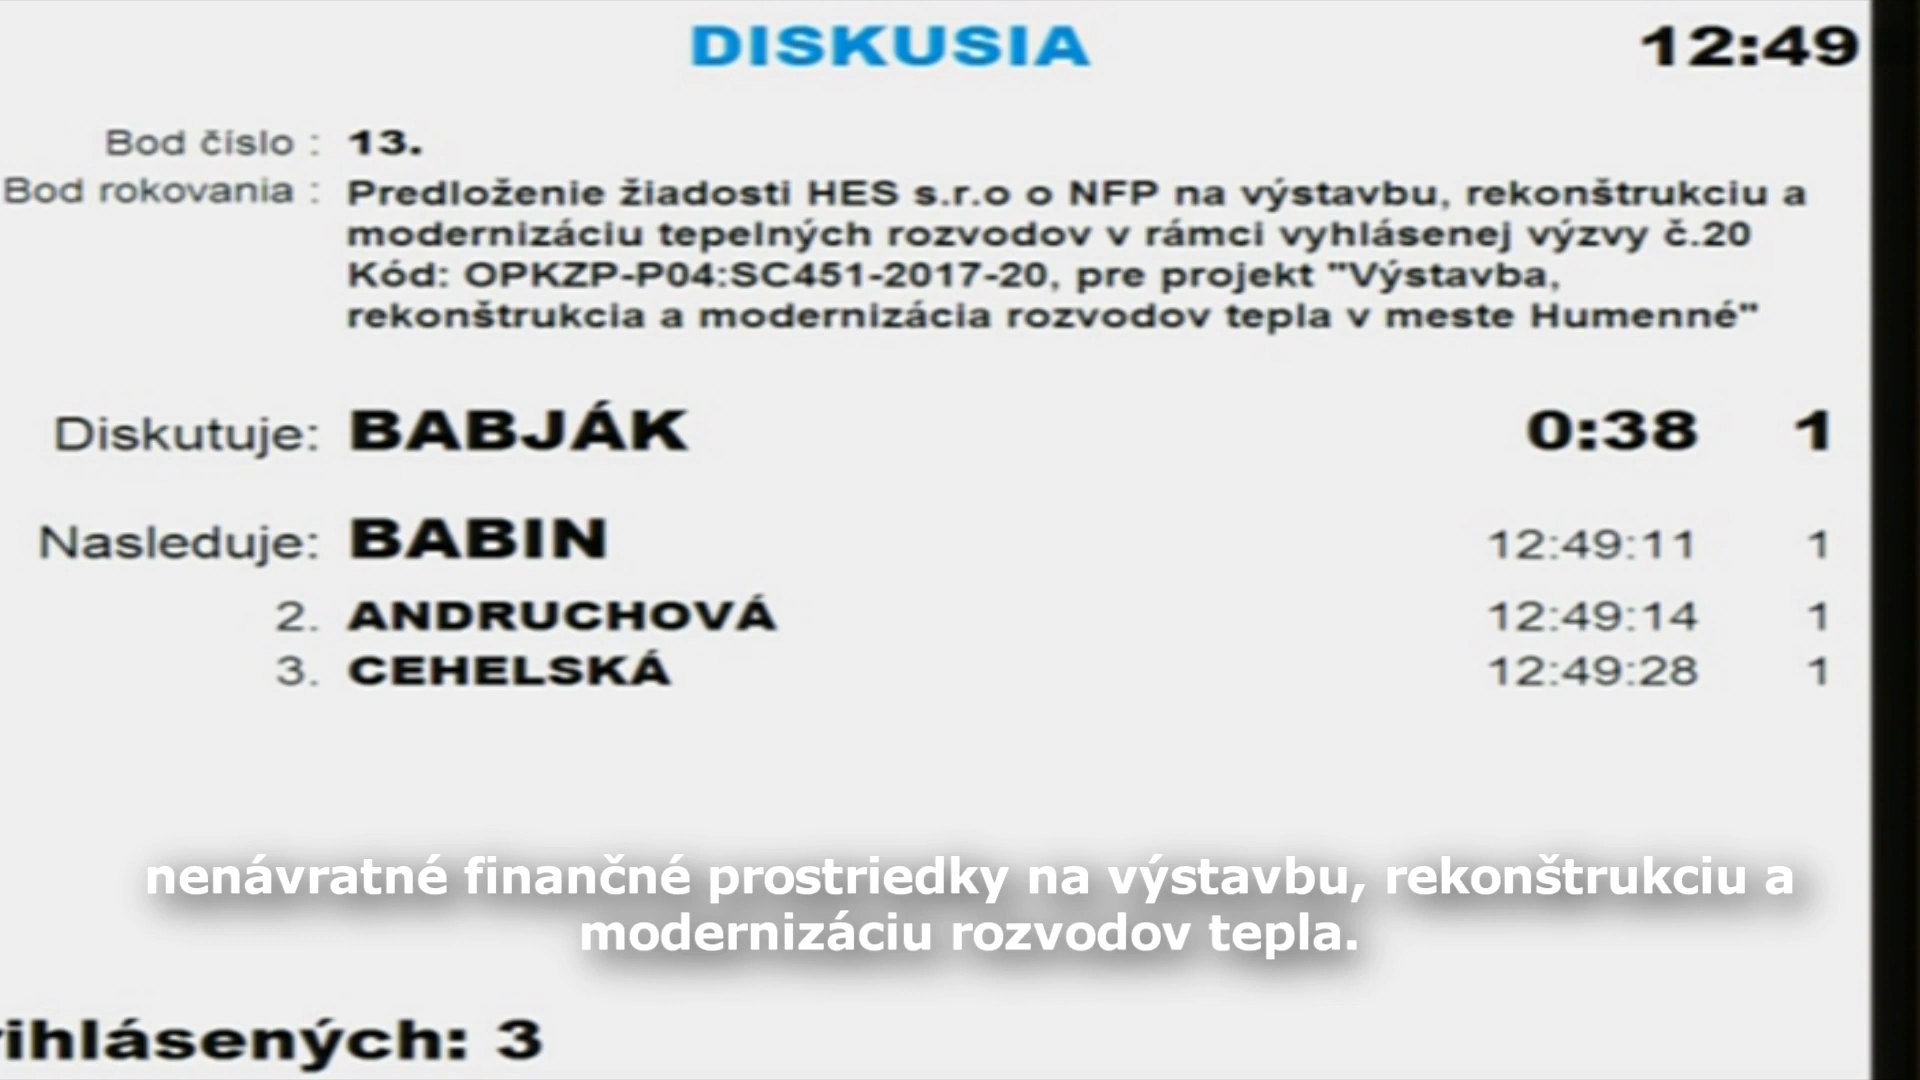 DISKUSIA 12:49
Bod číslo : 13.
Bod rokovania : Predloženie žiadosti HES s.r.o o NFP na výstavbu, rekonštrukciu a
modernizáciu tepelných rozvodov v rámci vyhlásenej výzvy č.20
Kód: OPKZP-P04:SC451-2017-20, pre projekt "Výstavba,
rekonštrukcia a modernizácia rozvodov tepla v meste Humenné"
Diskutuje: BABJÁK 0:38 1
Nasleduje: BABIN 12:49:11 1
2. ANDRUCHOVÁ 12:49:14 1
3. CEHELSKÁ 12:49:28 1
nenávratné finančné prostriedky na výstavbu, rekonštrukciu a
modernizáciu rozvodov tepla.
rihlásených: 3